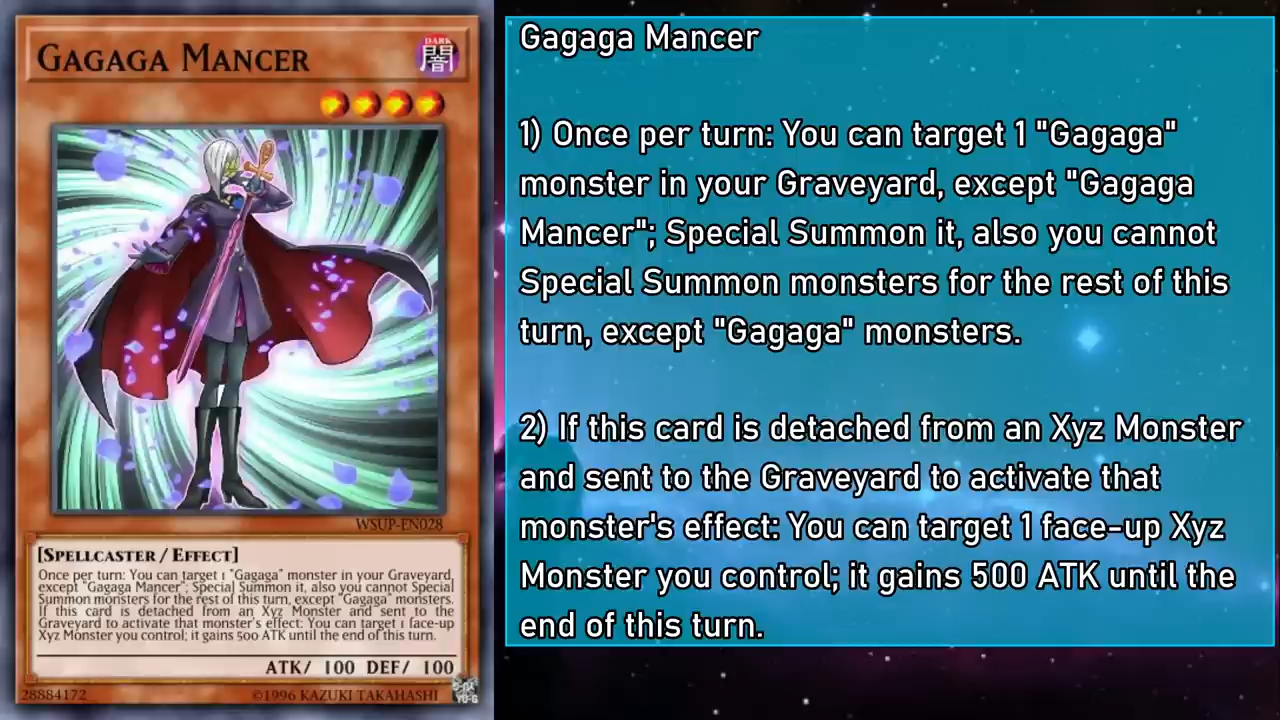 GAGAGA MANCER
DARK
闇
WSUP-EN028
[SPELLCASTER / EFFECT]
Once per turn: You can target 1 "Gagaga" monster in your Graveyard,
except "Gagaga Mancer"; Special Summon it, also you cannot Special
Summon monsters for the rest of this turn, except "Gagaga" monsters.
If this card is detached from an Xyz Monster and sent to the
Graveyard to activate that monster's effect: You can target 1 face-up
Xyz Monster you control; it gains 500 ATK until the end of this turn.
ATK/ 100 DEF/ 100
28884172
©1996 KAZUKI TAKAHASHI
Gagaga Mancer
1) Once per turn: You can target 1 "Gagaga"
monster in your Graveyard, except "Gagaga
Mancer"; Special Summon it, also you cannot
Special Summon monsters for the rest of this
turn, except "Gagaga" monsters.
2) If this card is detached from an Xyz Monster
and sent to the Graveyard to activate that
monster's effect: You can target 1 face-up Xyz
Monster you control; it gains 500 ATK until the
end of this turn.